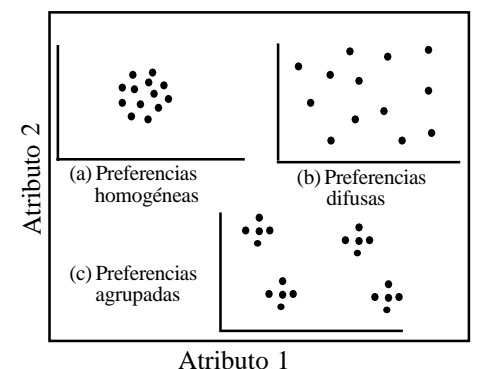 Atributo 2
(a) Preferencias
homogéneas
(b) Preferencias
difusas
(c) Preferencias
agrupadas
Atributo 1